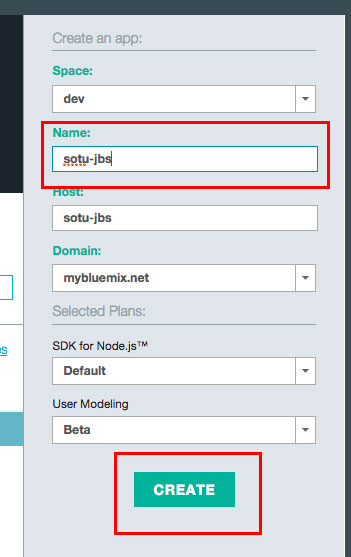 Create an app:
Space:
dev
Name:
sotu-jbs
Host:
sotu-jbs
Domain:
mybluemix.net
Selected Plans:
SDK for Node.js™
Default
User Modeling
Beta
CREATE